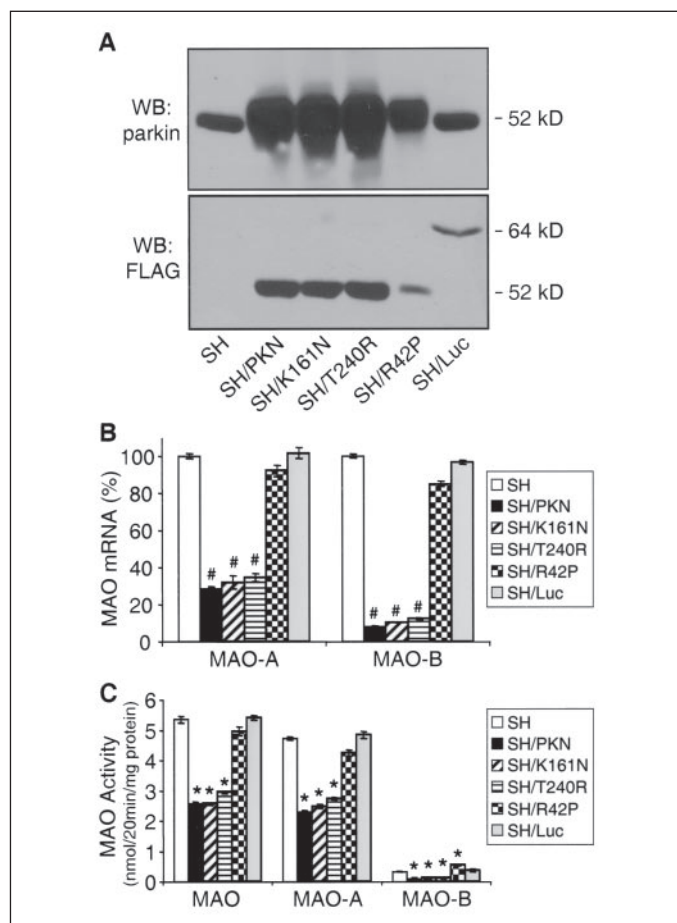 A
WB:
parkin
- 52 kD
WB:
FLAG
- 64 kD
- 52 kD
SH
SH/PKN
SH/K161N
SH/T240R
SH/R42P
SH/Luc
B
MAO mRNA (%)
100
80
60
40
20
0
# # #
# # #
MAO-A
MAO-B
SH
SH/PKN
SH/K161N
SH/T240R
SH/R42P
SH/Luc
C
MAO Activity
(nmol/20min/mg protein)
6
5
4
3
2
1
0
* * *
* * *
* * * *
MAO
MAO-A
MAO-B
SH
SH/PKN
SH/K161N
SH/T240R
SH/R42P
SH/Luc